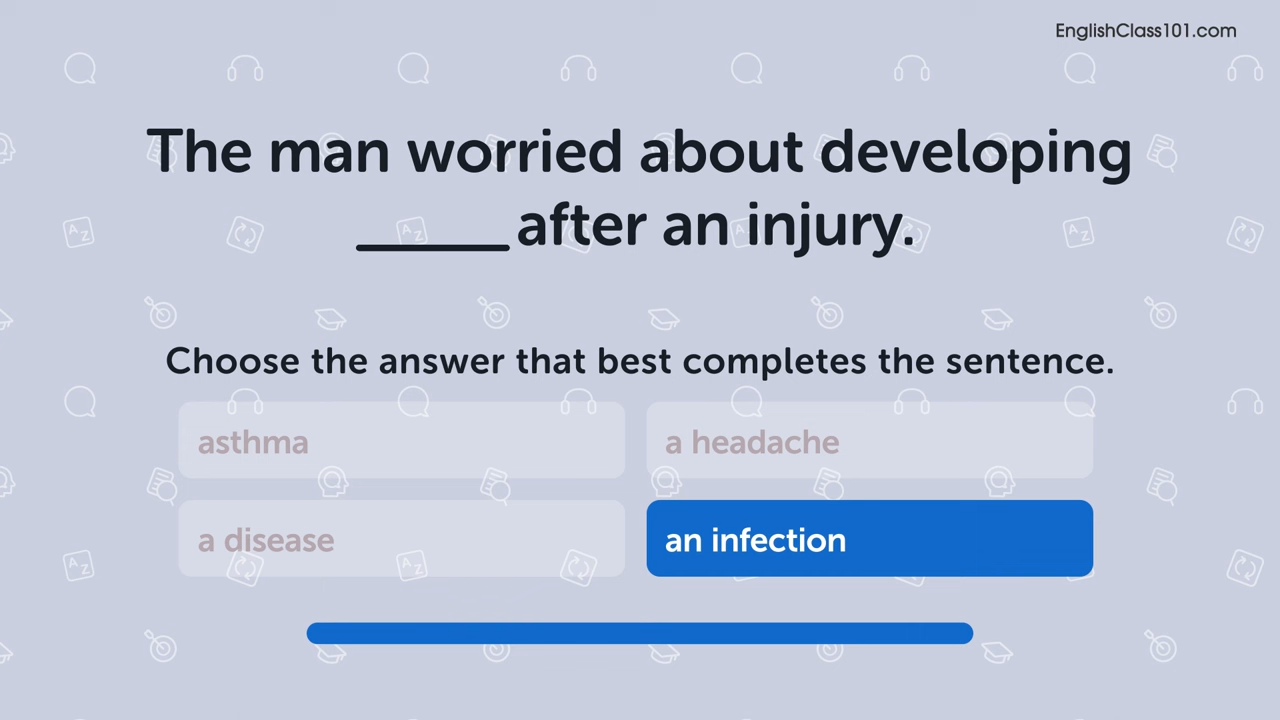 EnglishClass101.com
The man worried about developing
_____ after an injury.
Choose the answer that best completes the sentence.
asthma
a headache
a disease
an infection